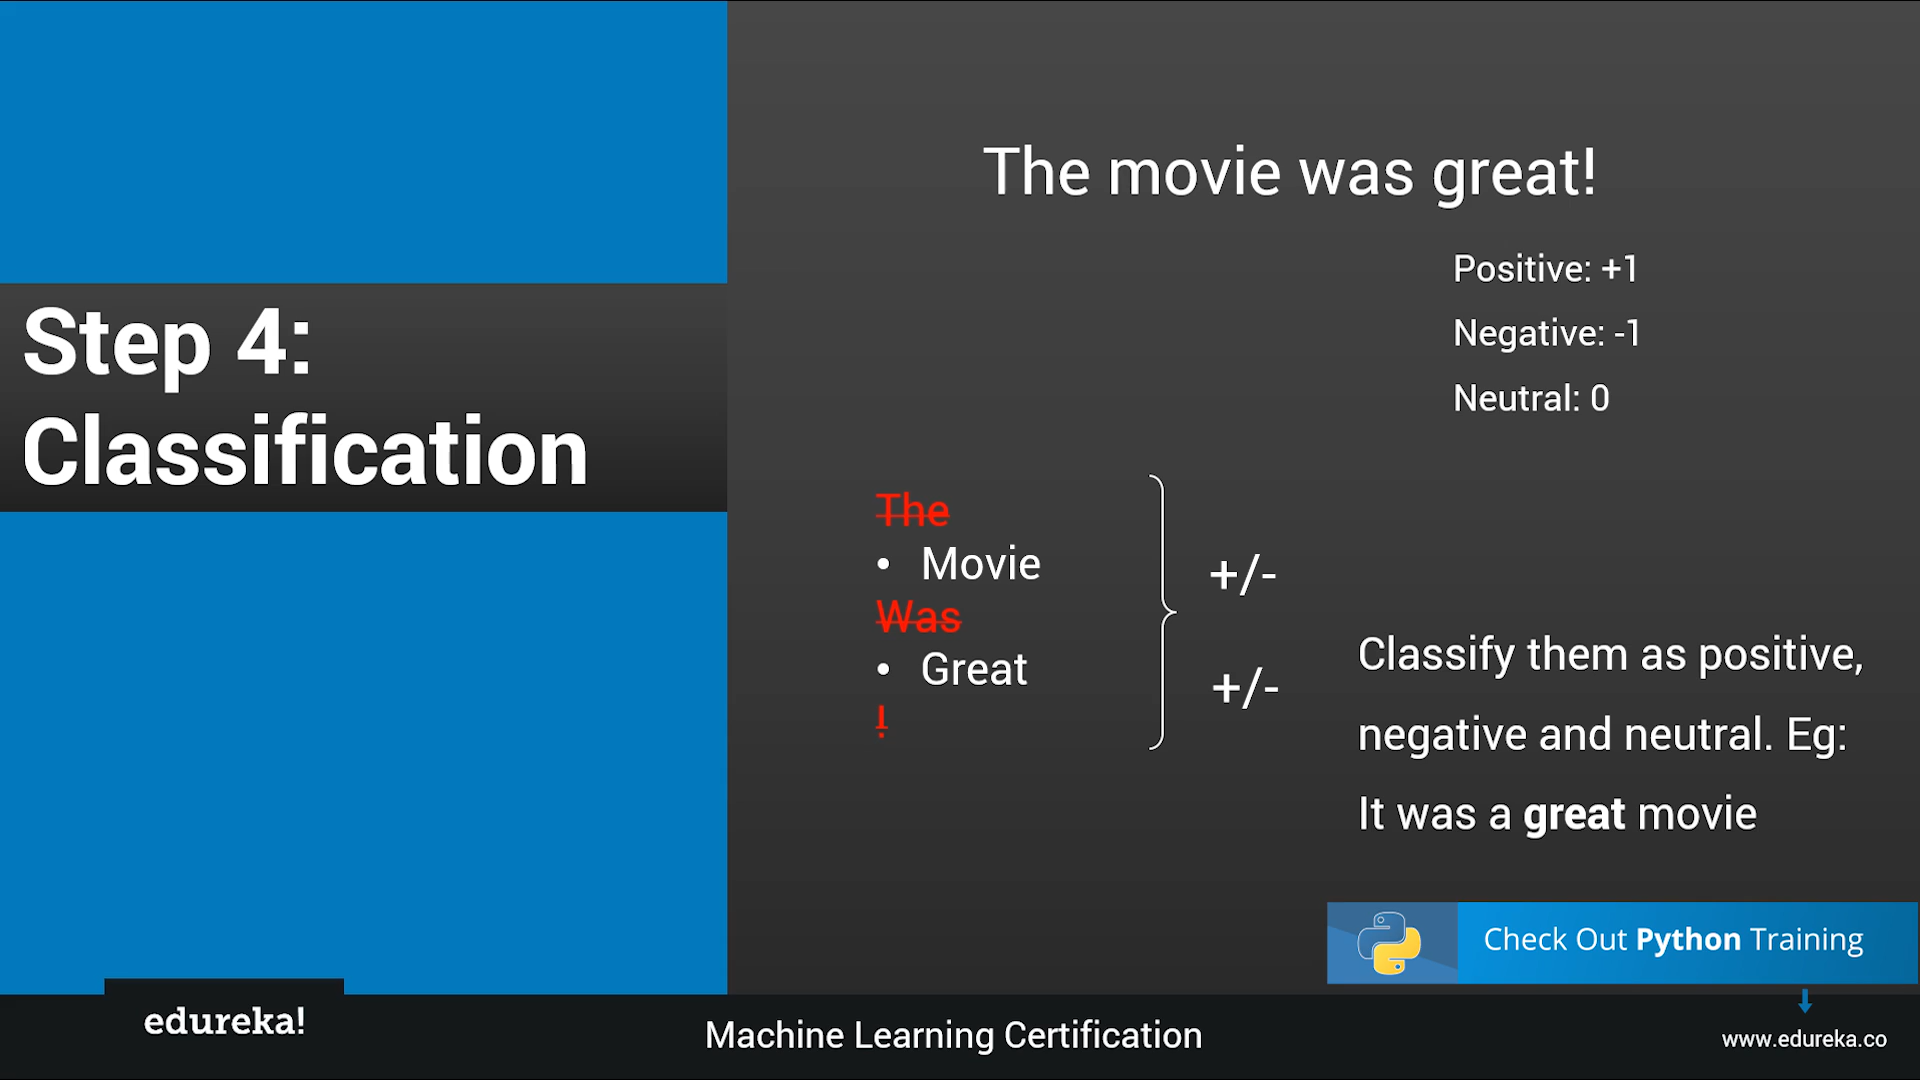 Step 4:
Classification
The movie was great!
Positive: +1
Negative: -1
Neutral: 0
The
• Movie
Was
• Great
!
+/-
+/-
Classify them as positive,
negative and neutral. Eg:
It was a great movie
Check Out Python Training
edureka!
Machine Learning Certification
www.edureka.co